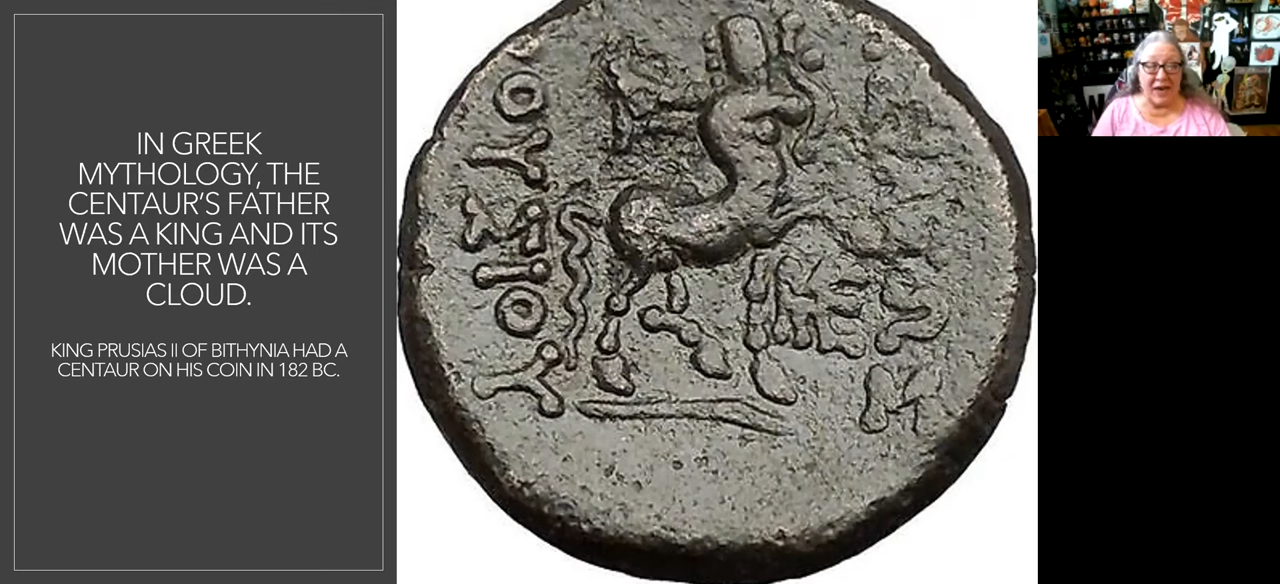 IN GREEK
MYTHOLOGY, THE
CENTAUR'S FATHER
WAS A KING AND ITS
MOTHER WAS A
CLOUD.
KING PRUSIAS II OF BITHYNIA HAD A
CENTAUR ON HIS COIN IN 182 BC.
ΟΥΣΙΟΥ